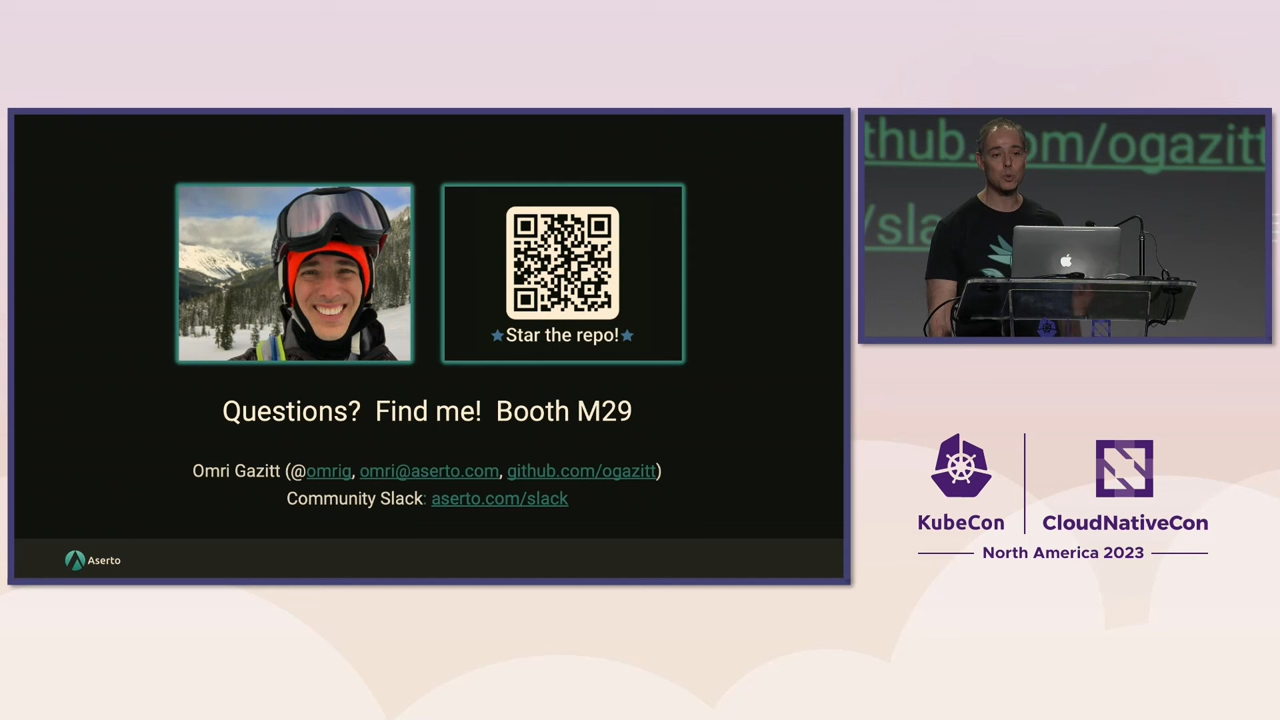 ★Star the repo!★
Questions? Find me! Booth M29
Omri Gazitt (@omrig, omri@aserto.com, github.com/ogazitt)
Community Slack: aserto.com/slack
Aserto
thub.com/ogazitt
/sla
KubeCon
CloudNativeCon
North America 2023